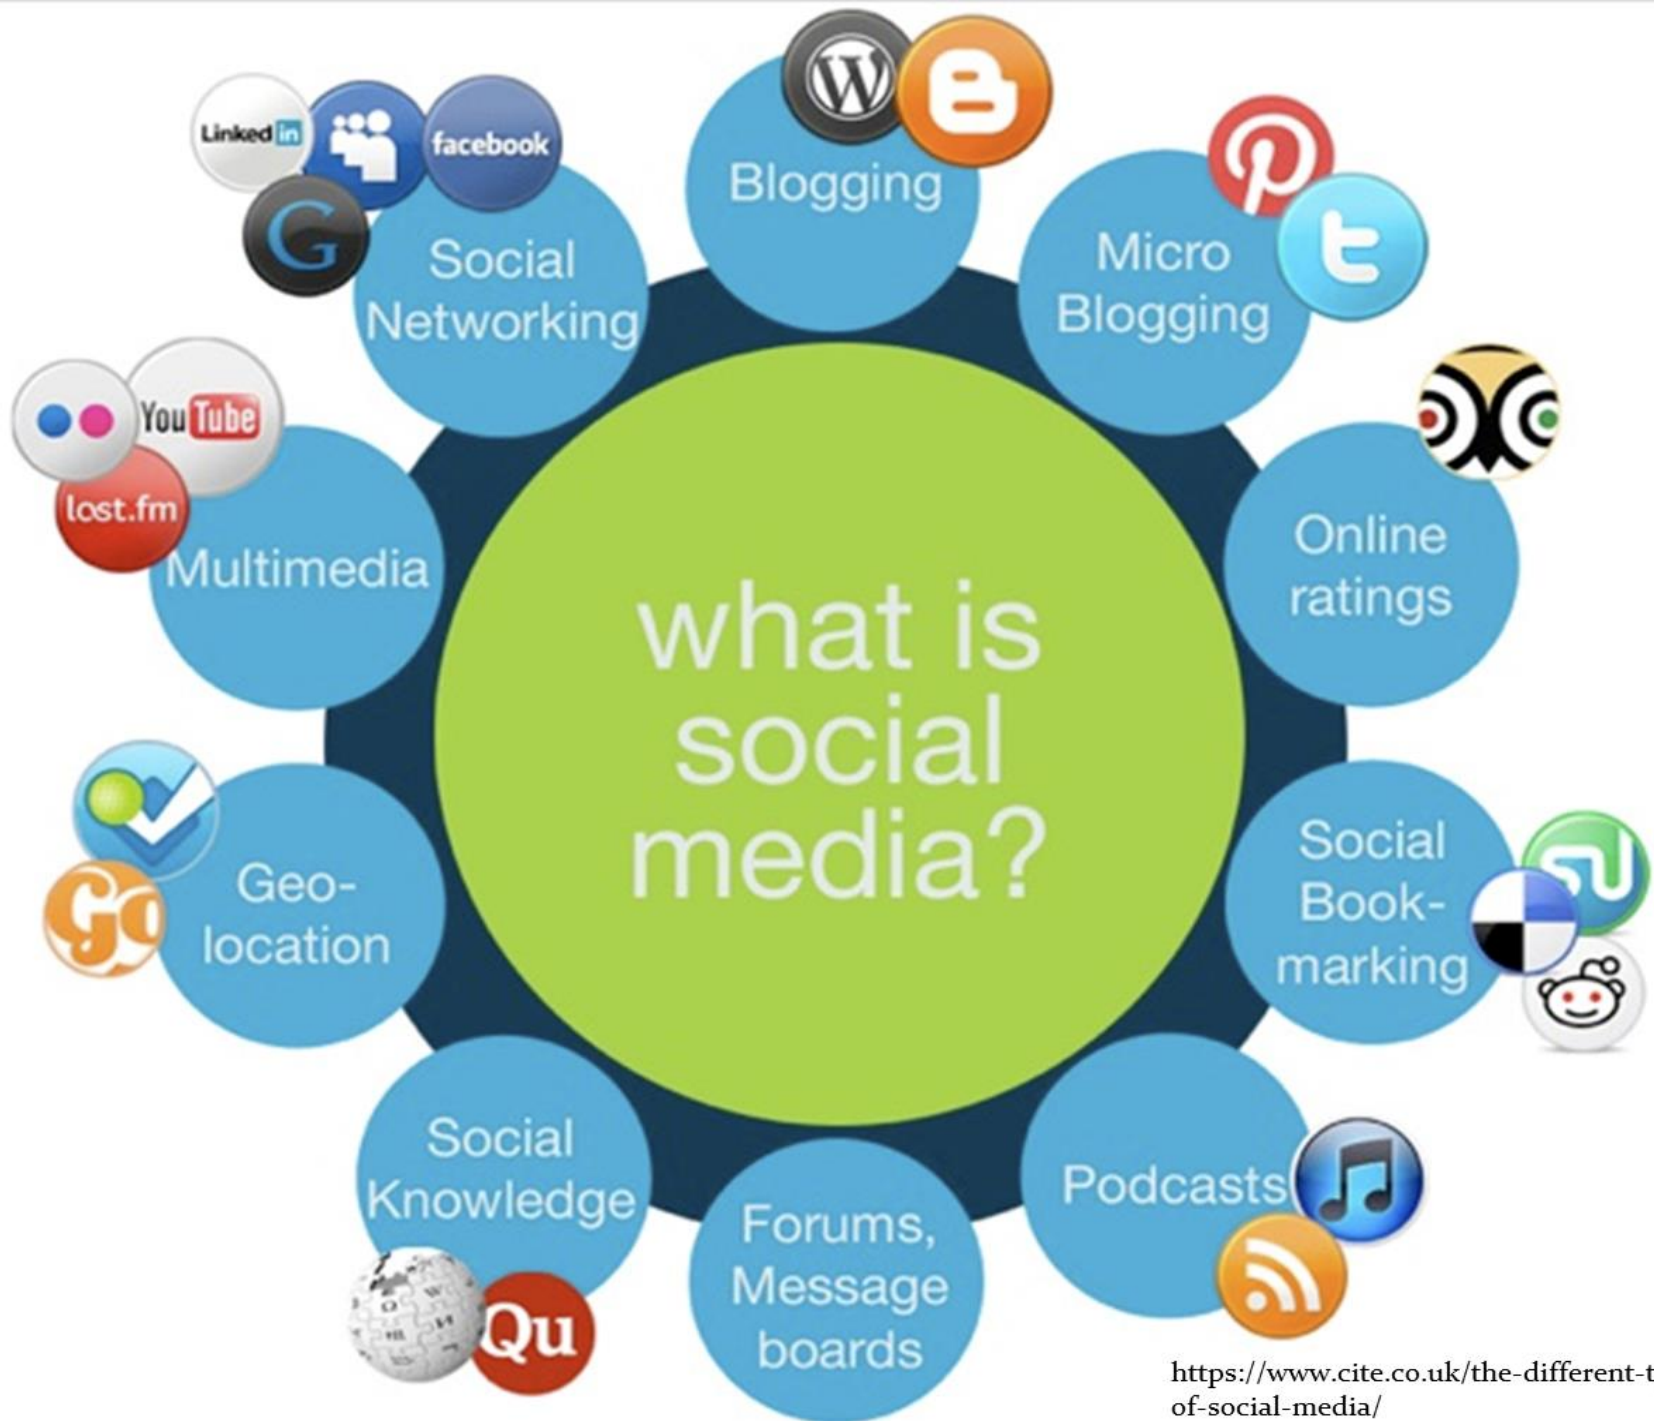 what is
social
media?
Blogging
Micro
Blogging
Online
ratings
Social
Book-
marking
Podcasts
Forums,
Message
boards
Social
Knowledge
Geo-
location
Multimedia
Social
Networking
W
B
t
Qu
Go
lost.fm
You Tube
Linked in
facebook
G
https://www.cite.co.uk/the-different-t
of-social-media/